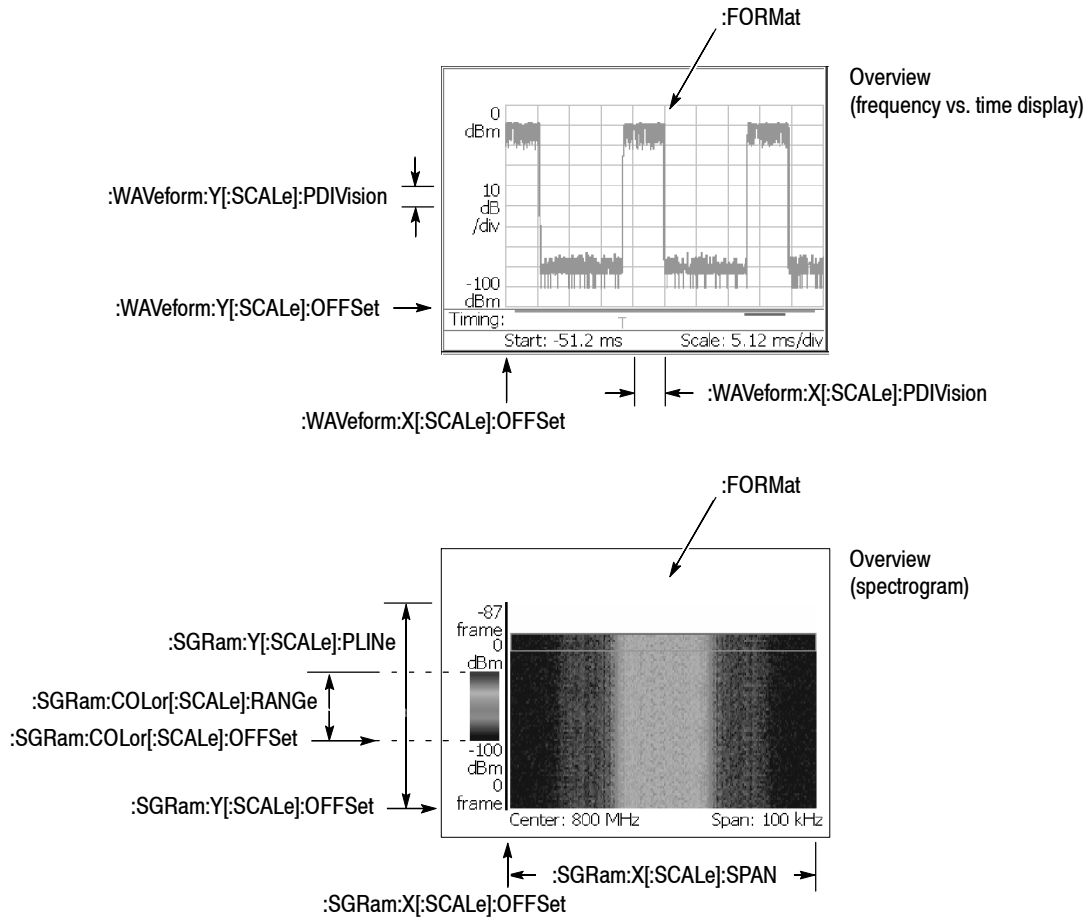 :FORMat
Overview
(frequency vs. time display)
0
dBm
:WAVeform:Y[:SCALe]:PDIVision
10
dB
/div
-100
dBm
:WAVeform:Y[:SCALe]:OFFSet
Timing:
T
Start: -51.2 ms
Scale: 5.12 ms/div
:WAVeform:X[:SCALe]:PDIVision
:WAVeform:X[:SCALe]:OFFSet
:FORMat
Overview
(spectrogram)
-87
frame
0
dBm
:SGRam:Y[:SCALe]:PLINe
:SGRam:COLor[:SCALe]:RANGe
:SGRam:COLor[:SCALe]:OFFSet
-100
dBm
0
frame
:SGRam:Y[:SCALe]:OFFSet
Center: 800 MHz
Span: 100 kHz
:SGRam:X[:SCALe]:SPAN
:SGRam:X[:SCALe]:OFFSet